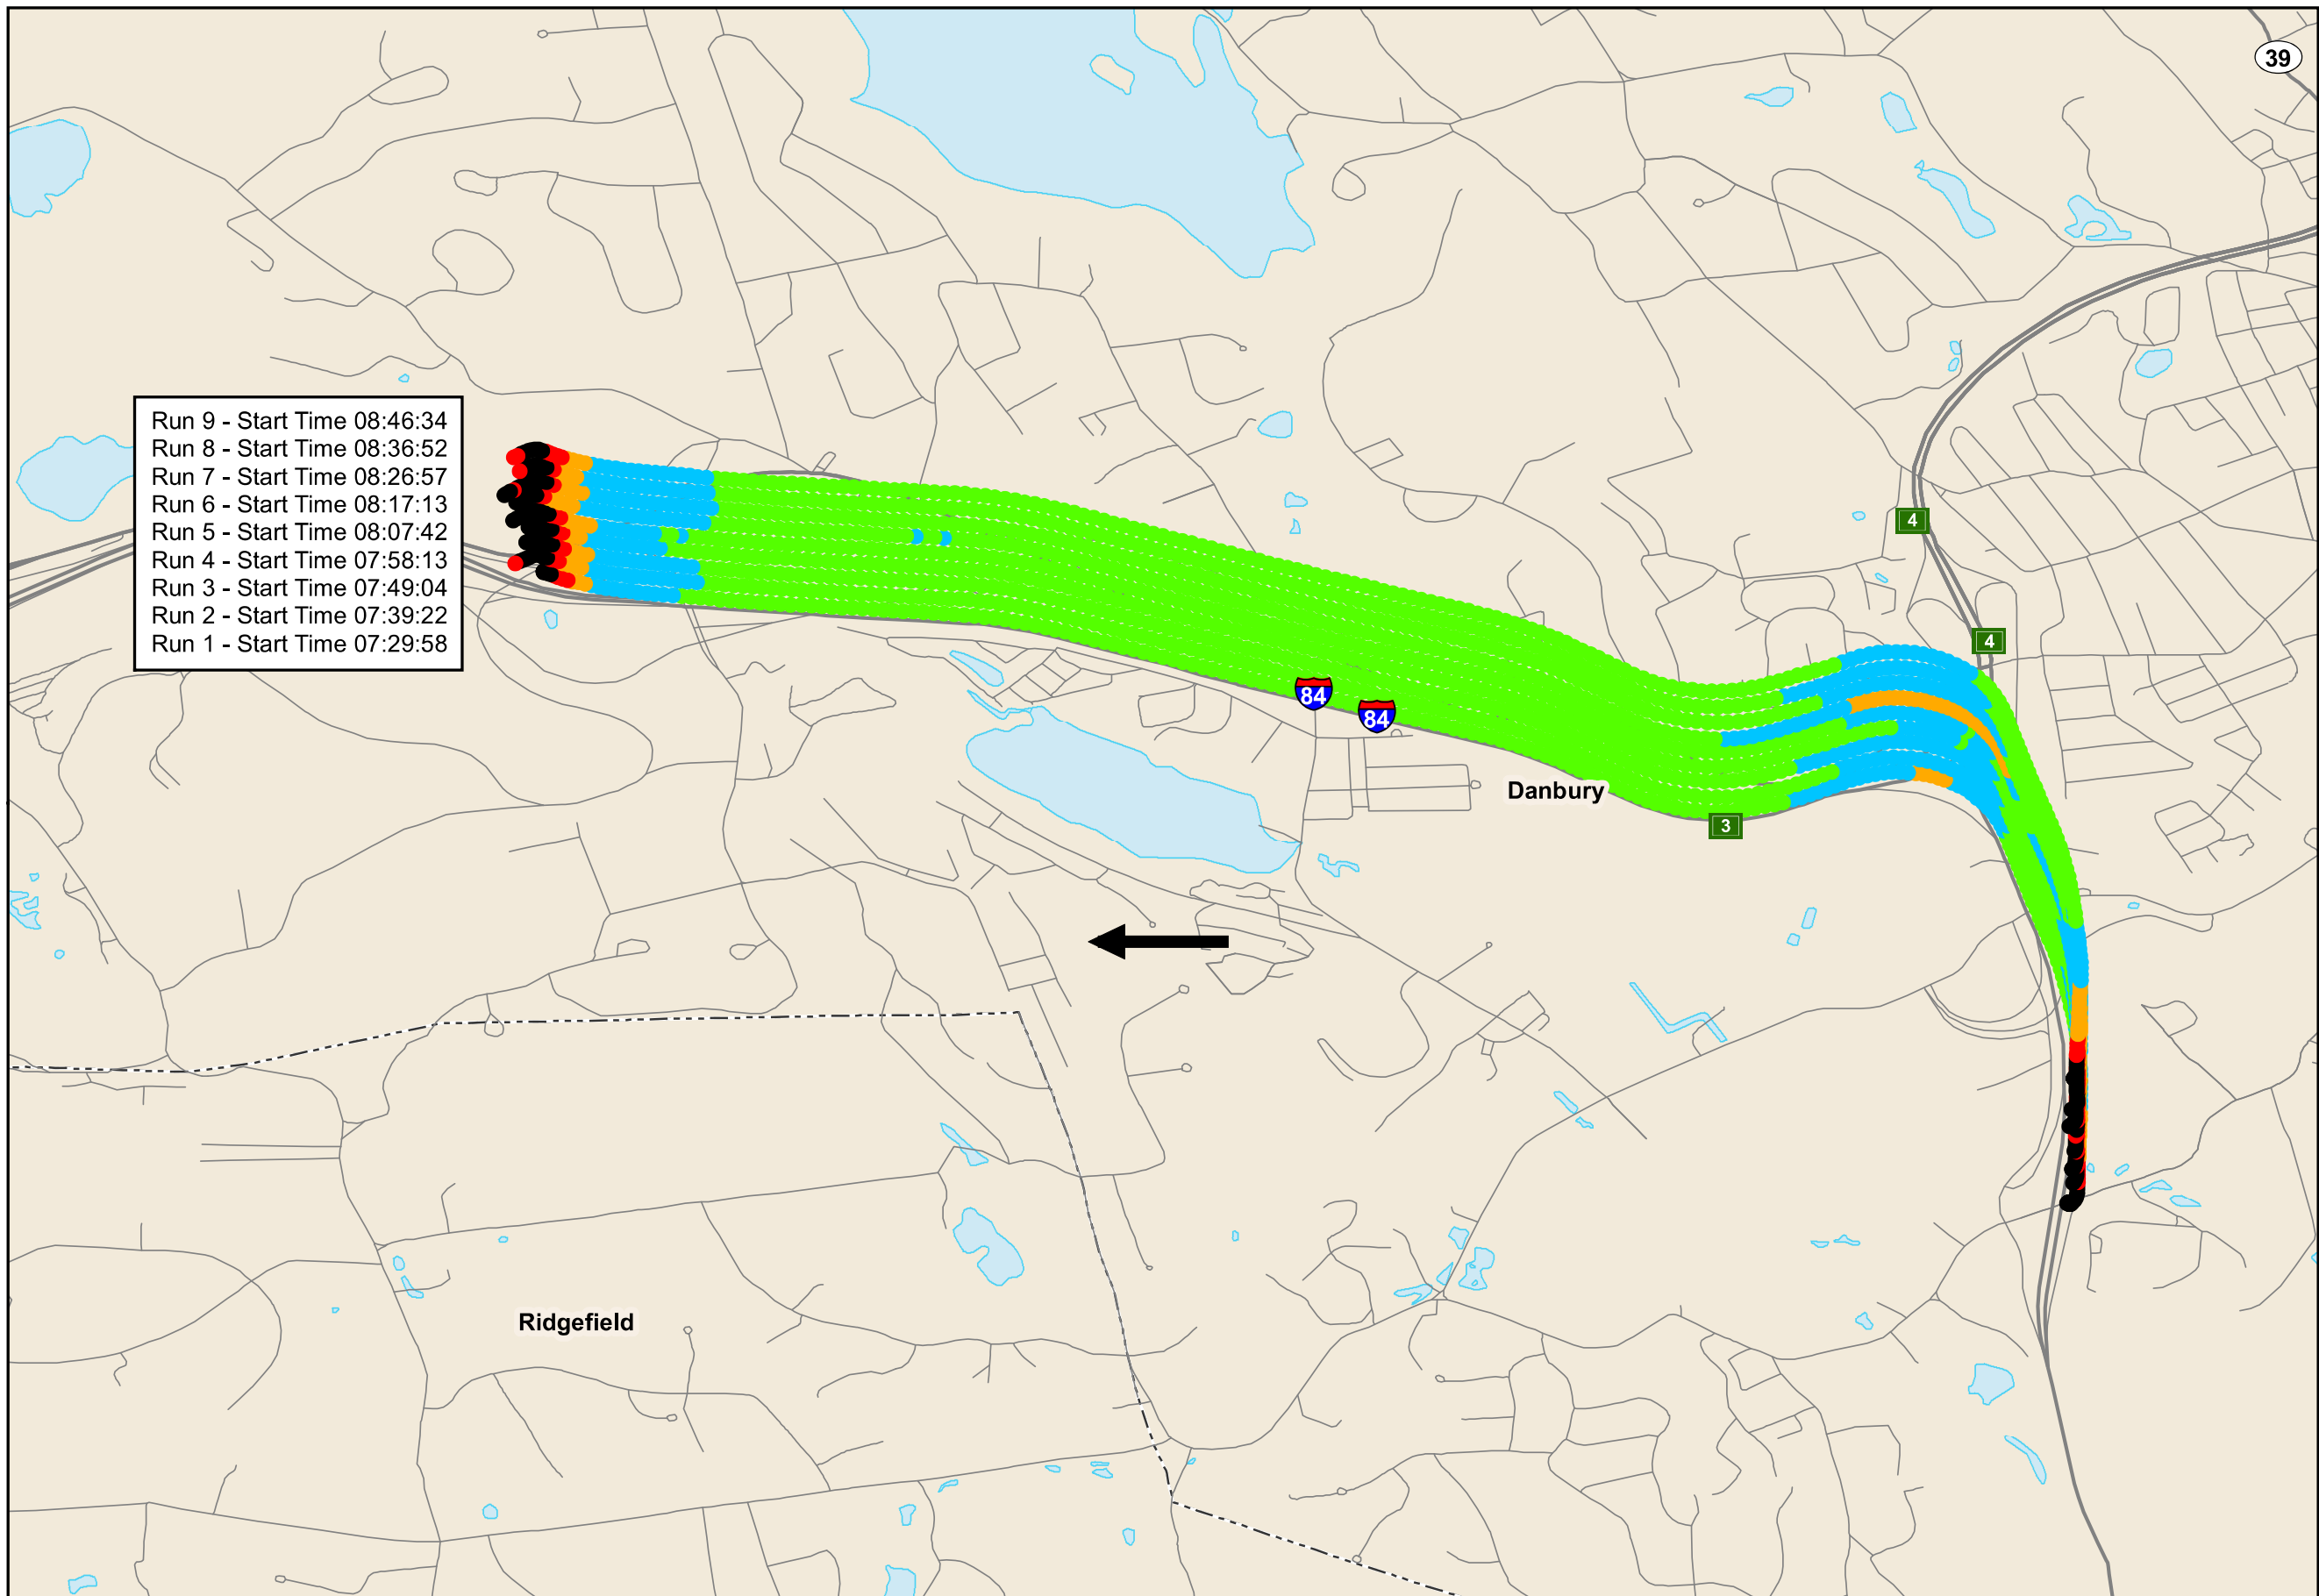 39
Run 9 - Start Time 08:46:34
Run 8 - Start Time 08:36:52
Run 7 - Start Time 08:26:57
Run 6 - Start Time 08:17:13
Run 5 - Start Time 08:07:42
Run 4 - Start Time 07:58:13
Run 3 - Start Time 07:49:04
Run 2 - Start Time 07:39:22
Run 1 - Start Time 07:29:58
4
4
84
84
Danbury
3
Ridgefield